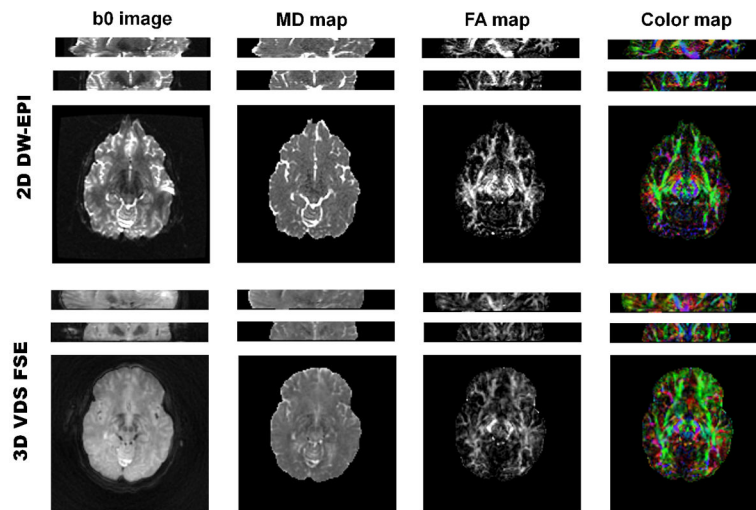 b0 image
MD map
FA map
Color map
2D DW-EPI
3D VDS FSE